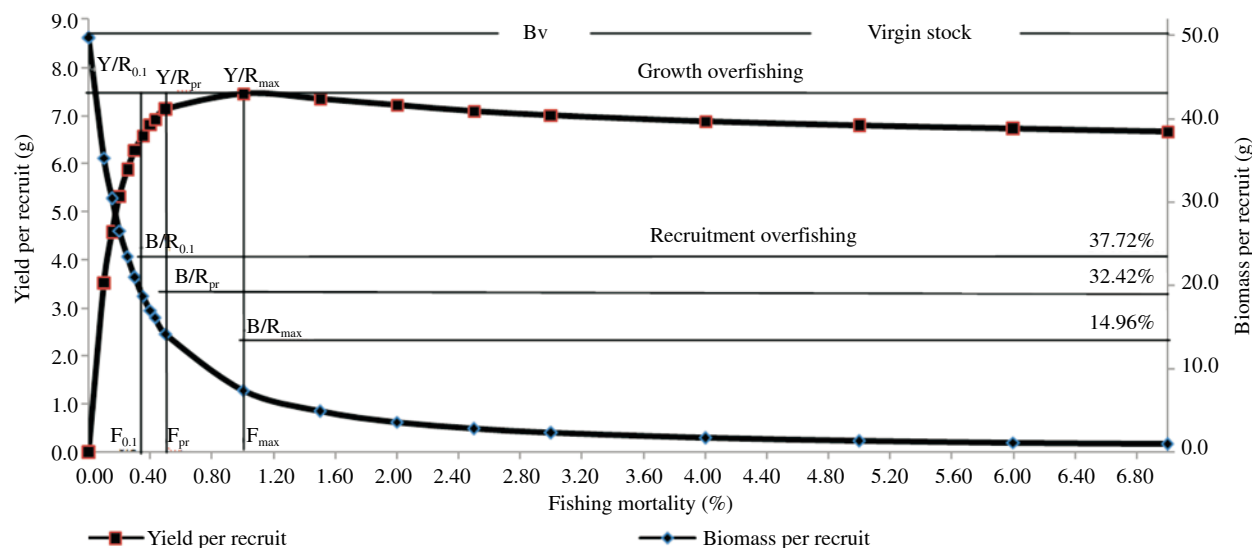 9.0
8.0
7.0
6.0
5.0
4.0
3.0
2.0
1.0
0.0
Yield per recruit (g)
Bv
Virgin stock
50.0
40.0
30.0
20.0
10.0
0.0
Biomass per recruit (g)
Y/R0.1
Y/Rpr
Y/Rmax
Growth overfishing
B/R0.1
Recruitment overfishing
37.72%
B/Rpr
32.42%
B/Rmax
14.96%
F0.1
Fpr
Fmax
0.00 0.40 0.80 1.20 1.60 2.00 2.40 2.80 3.20 3.60 4.00 4.40 4.80 5.20 5.60 6.00 6.40 6.80
Fishing mortality (%)
Yield per recruit
Biomass per recruit